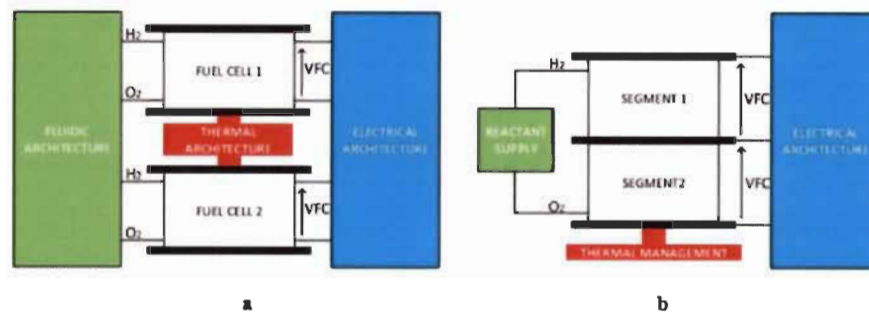 H2
FUEL CELL 1
VFC
O2
FLUIDIC
ARCHITECTURE
THERMAL
ARCHITECTURE
ELECTRICAL
ARCHITECTURE
H2
FUEL CELL 2
VFC
O2
a
H2
SEGMENT 1
VFC
REACTANT
SUPPLY
ELECTRICAL
ARCHITECTURE
SEGMENT2
VFC
O2
THERMAL MANAGEMENT
b